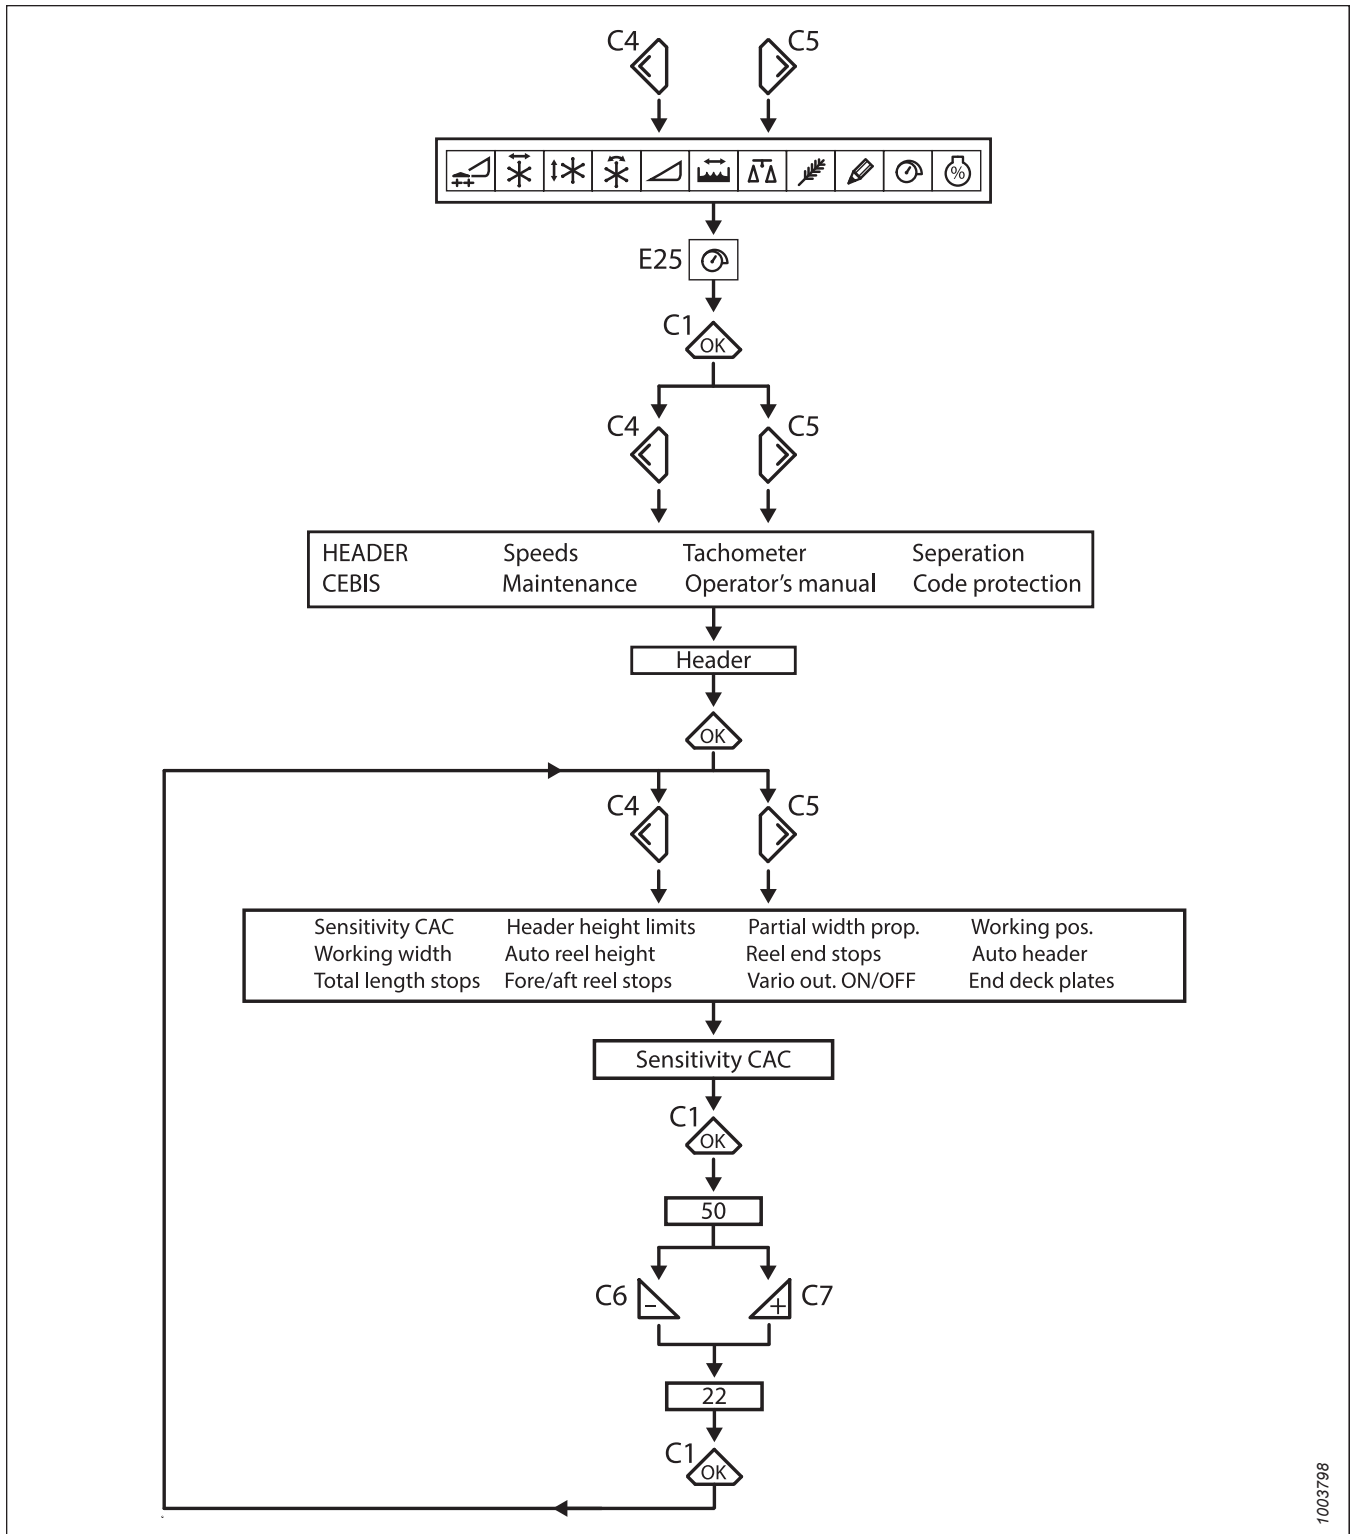 C4 C5
%
E25
C1
OK
C4 C5
HEADER Speeds Tachometer Seperation
CEBIS Maintenance Operator's manual Code protection
Header
OK
C4 C5
Sensitivity CAC Header height limits Partial width prop. Working pos.
Working width Auto reel height Reel end stops Auto header
Total length stops Fore/aft reel stops Vario out. ON/OFF End deck plates
Sensitivity CAC
C1
OK
50
C6 - + C7
22
C1
OK
1003798